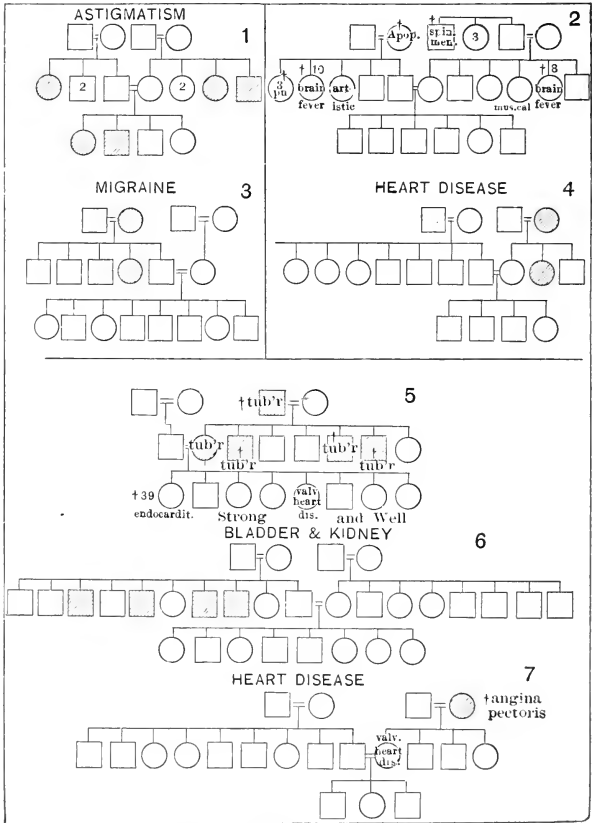 ASTIGMATISM
1
2
2
2
† Apop.
† spin. men.
3
† 3 pu
† 10 brain fever
art istic
mus.cal
† 8 brain fever
MIGRAINE
3
HEART DISEASE
4
5
† tub'r
tub'r
† tub'r
† tub'r
† tub'r
† 39
endocardit.
Strong
valv heart dis.
and Well
BLADDER & KIDNEY
6
HEART DISEASE
7
† angina
pectoris
valv. heart dis.